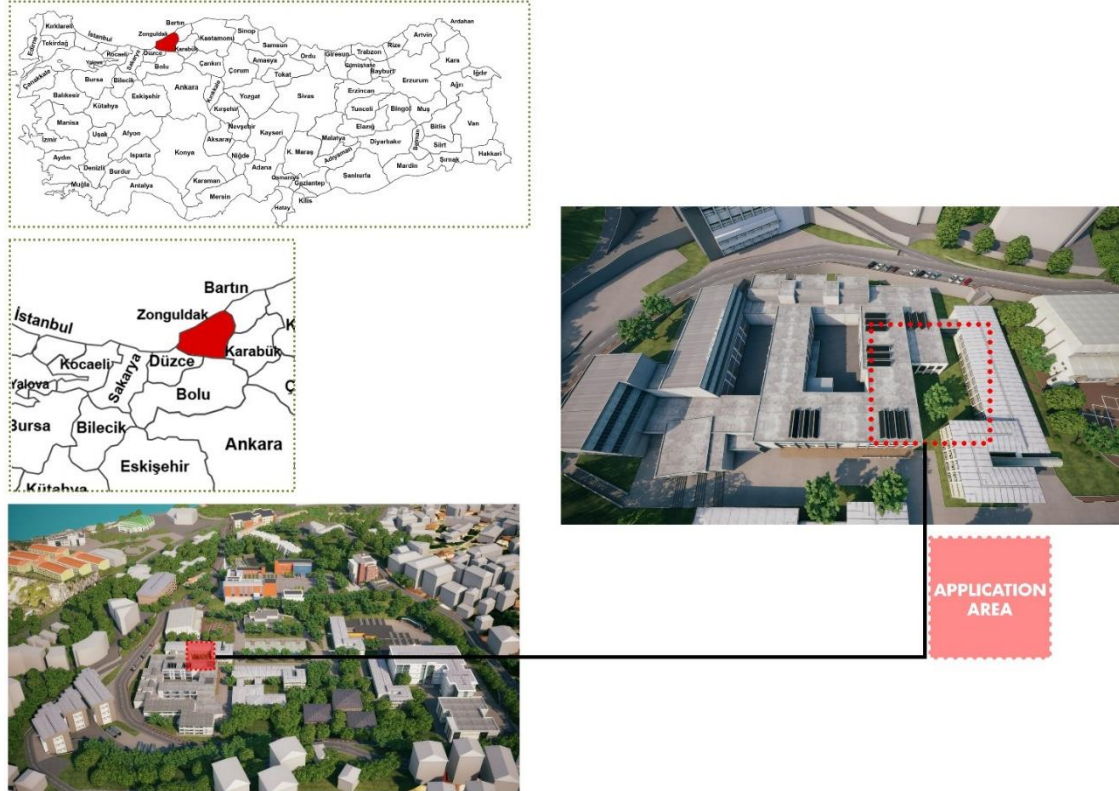 Bartın
Ardahan
Kırklareli
Zonguldak
Sinop
Artvin
Edirne
Tekirdağ
İstanbul
Kastamonu
Samsun
Rize
Kocaeli
Sakarya
Düzce
Karabük
Ordu
Giresun
Trabzon
Kars
Yalova
Bolu
Çankırı
Amasya
Gümüşhane
Bayburt
Iğdır
Çanakkale
Bursa
Bilecik
Çorum
Tokat
Erzurum
Ankara
Kırıkkale
Erzincan
Ağrı
Balıkesir
Eskişehir
Yozgat
Sivas
Kütahya
Kırşehir
Tunceli
Bingöl
Muş
Manisa
Nevşehir
Van
Uşak
Afyon
Kayseri
Elazığ
Bitlis
İzmir
Aksaray
Malatya
Diyarbakır
Batman
Siirt
Aydın
Isparta
Konya
Niğde
K. Maraş
Adıyaman
Hakkari
Denizli
Burdur
Adana
Mardin
Şırnak
Muğla
Antalya
Karaman
Osmaniye
Gaziantep
Şanlıurfa
Mersin
Kilis
Hatay
Bartın
Zonguldak
İstanbul
K
Kocaeli
Sakarya
Düzce
Karabük
Yalova
Bolu
Ç
Bursa
Bilecik
Ankara
Eskişehir
Kütahya
APPLICATION
AREA